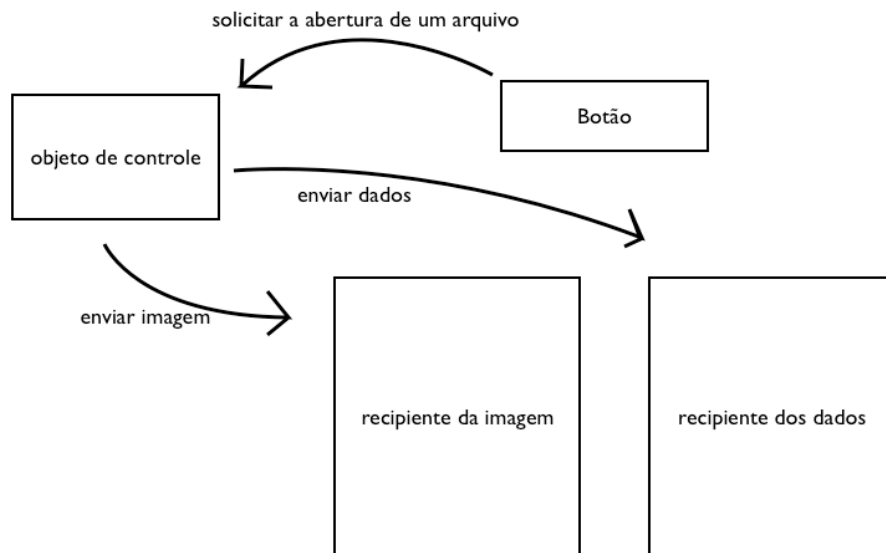 solicitar a abertura de um arquivo
Botão
objeto de controle
enviar dados
enviar imagem
recipiente da imagem
recipiente dos dados